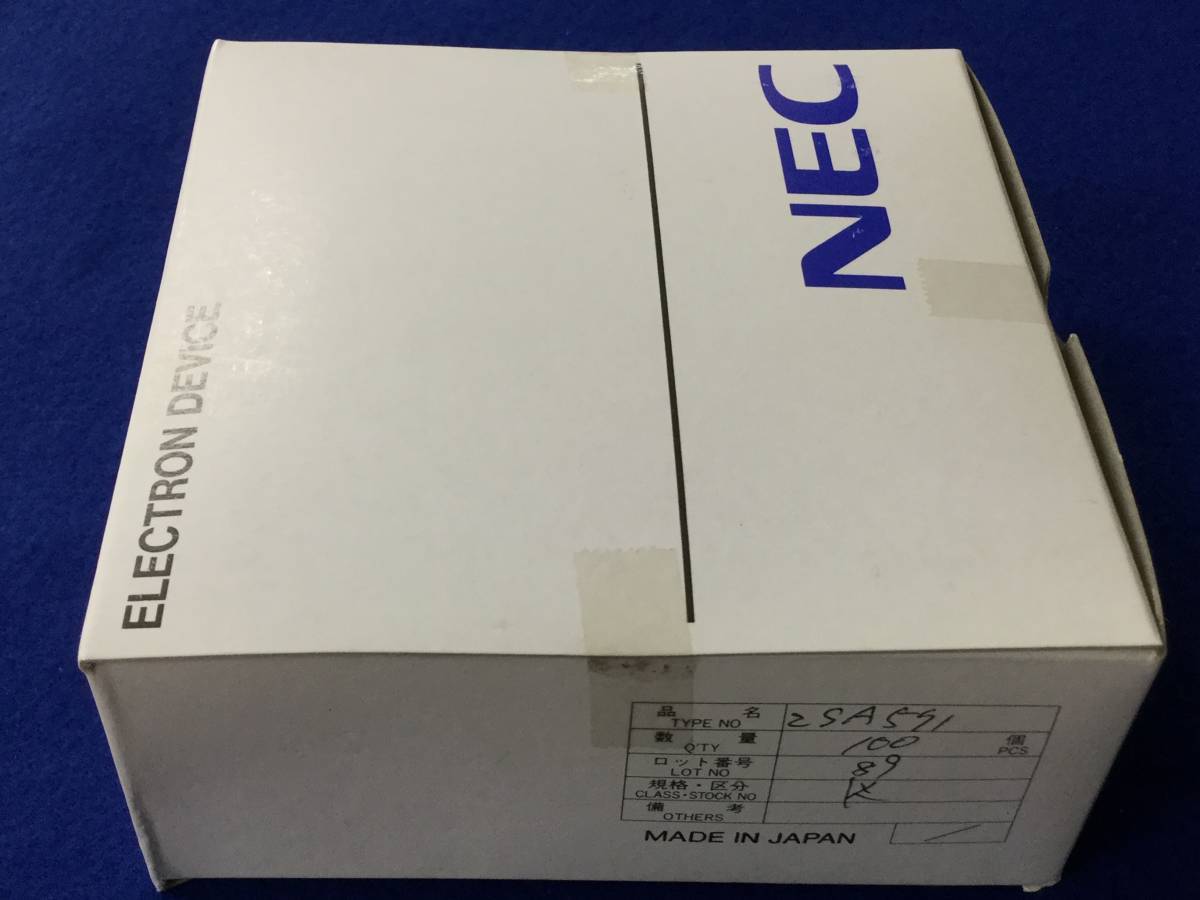 NEC
ELECTRON DEVICE
品 名 TYPE NO 2SA571
数 量 Q'TY 100 個 PCS
ロット番号 LOT NO 89
規格・区分 CLASS・STOCK NO K
備 考 OTHERS
MADE IN JAPAN